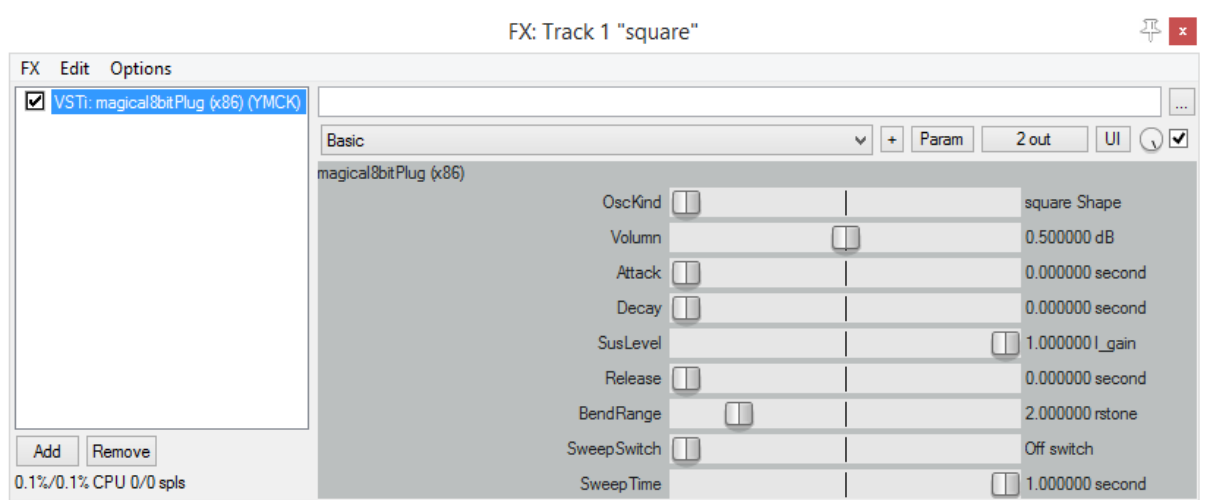 FX: Track 1 "square"
x
FX Edit Options
VSTi: magical8bitPlug (x86) (YMCK)
...
Basic + Param 2 out UI
magical8bitPlug (x86)
OscKind square Shape
Volumn 0.500000 dB
Attack 0.000000 second
Decay 0.000000 second
SusLevel 1.000000 l_gain
Release 0.000000 second
BendRange 2.000000 rstone
SweepSwitch Off switch
SweepTime 1.000000 second
Add Remove
0.1%/0.1% CPU 0/0 spls